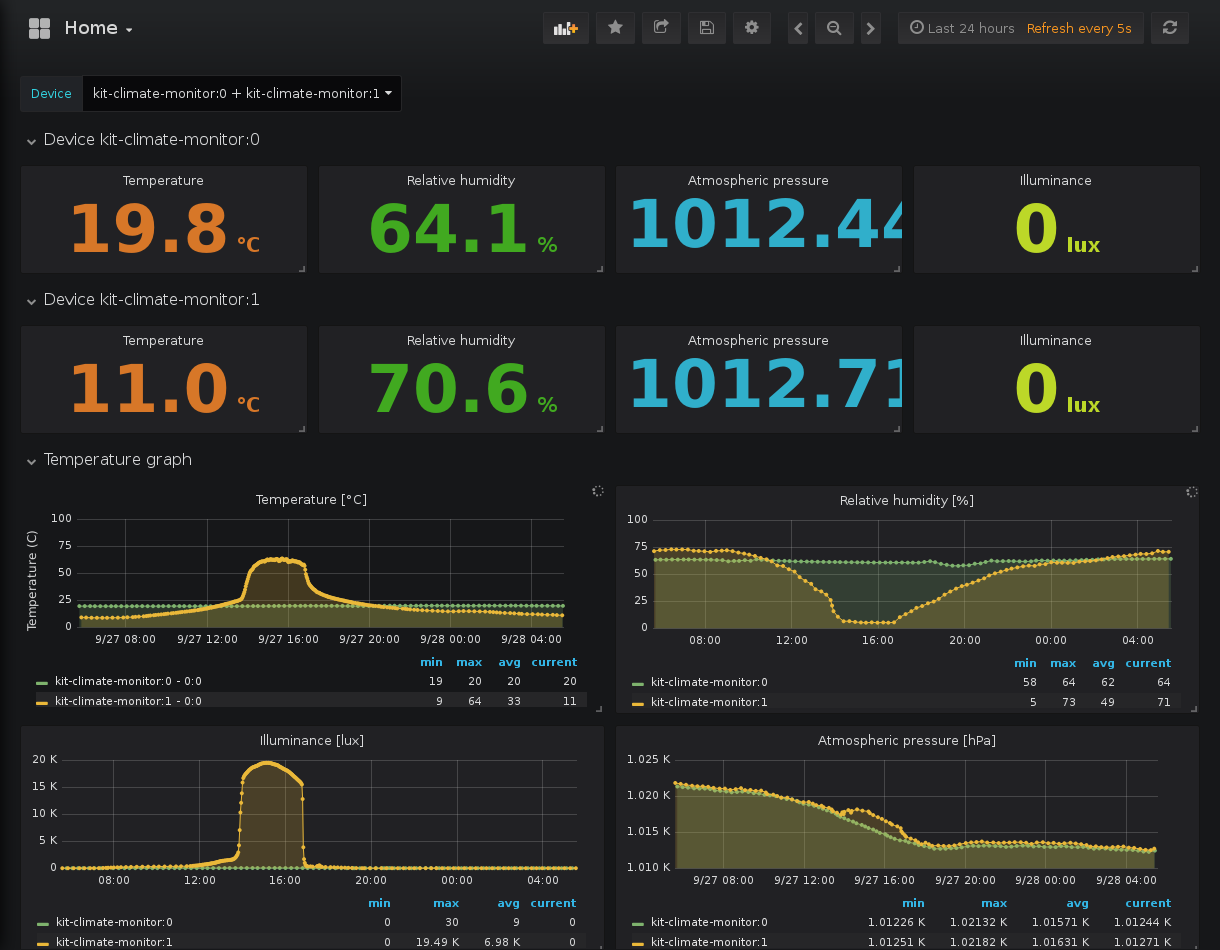 Home
Last 24 hours Refresh every 5s
Device kit-climate-monitor:0 + kit-climate-monitor:1
Device kit-climate-monitor:0
Temperature Relative humidity Atmospheric pressure Illuminance
19.8 °C 64.1 % 1012.44 0 lux
Device kit-climate-monitor:1
Temperature Relative humidity Atmospheric pressure Illuminance
11.0 °C 70.6 % 1012.71 0 lux
Temperature graph
Temperature [°C]
Temperature (C)
100
75
50
25
0
9/27 08:00 9/27 12:00 9/27 16:00 9/27 20:00 9/28 00:00 9/28 04:00
min max avg current
kit-climate-monitor:0 - 0:0 19 20 20 20
kit-climate-monitor:1 - 0:0 9 64 33 11
Relative humidity [%]
100
75
50
25
0
08:00 12:00 16:00 20:00 00:00 04:00
min max avg current
kit-climate-monitor:0 58 64 62 64
kit-climate-monitor:1 5 73 49 71
Illuminance [lux]
20 K
15 K
10 K
5 K
0
08:00 12:00 16:00 20:00 00:00 04:00
min max avg current
kit-climate-monitor:0 0 30 9 0
kit-climate-monitor:1 0 19.49 K 6.98 K 0
Atmospheric pressure [hPa]
1.025 K
1.020 K
1.015 K
1.010 K
9/27 08:00 9/27 12:00 9/27 16:00 9/27 20:00 9/28 00:00 9/28 04:00
min max avg current
kit-climate-monitor:0 1.01226 K 1.02132 K 1.01571 K 1.01244 K
kit-climate-monitor:1 1.01251 K 1.02182 K 1.01631 K 1.01271 K